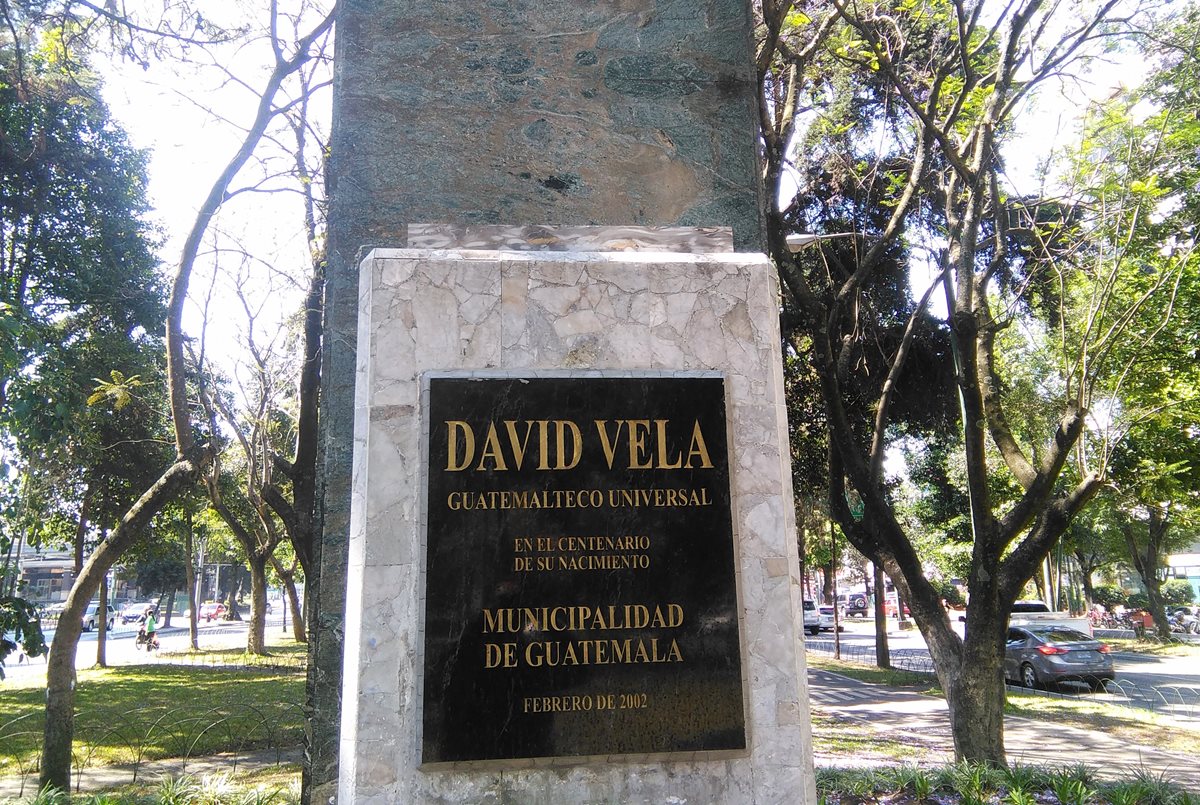 DAVID VELA
GUATEMALTECO UNIVERSAL
EN EL CENTENARIO
DE SU NACIMIENTO
MUNICIPALIDAD
DE GUATEMALA
FEBRERO DE 2002